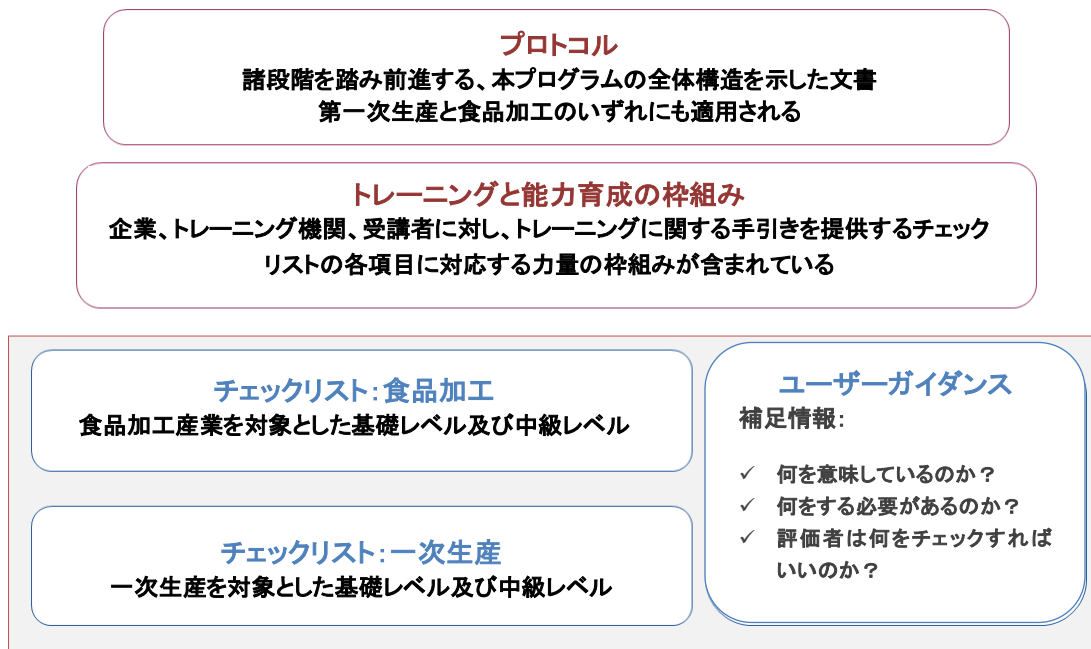 プロトコル
諸段階を踏み前進する、本プログラムの全体構造を示した文書
第一次生産と食品加工のいずれにも適用される
トレーニングと能力育成の枠組み
企業、トレーニング機関、受講者に対し、トレーニングに関する手引きを提供するチェック
リストの各項目に対応する力量の枠組みが含まれている
チェックリスト：食品加工
食品加工産業を対象とした基礎レベル及び中級レベル
チェックリスト：一次生産
一次生産を対象とした基礎レベル及び中級レベル
ユーザーガイダンス
補足情報：
✓ 何を意味しているのか？
✓ 何をする必要があるのか？
✓ 評価者は何をチェックすれば
いいのか？